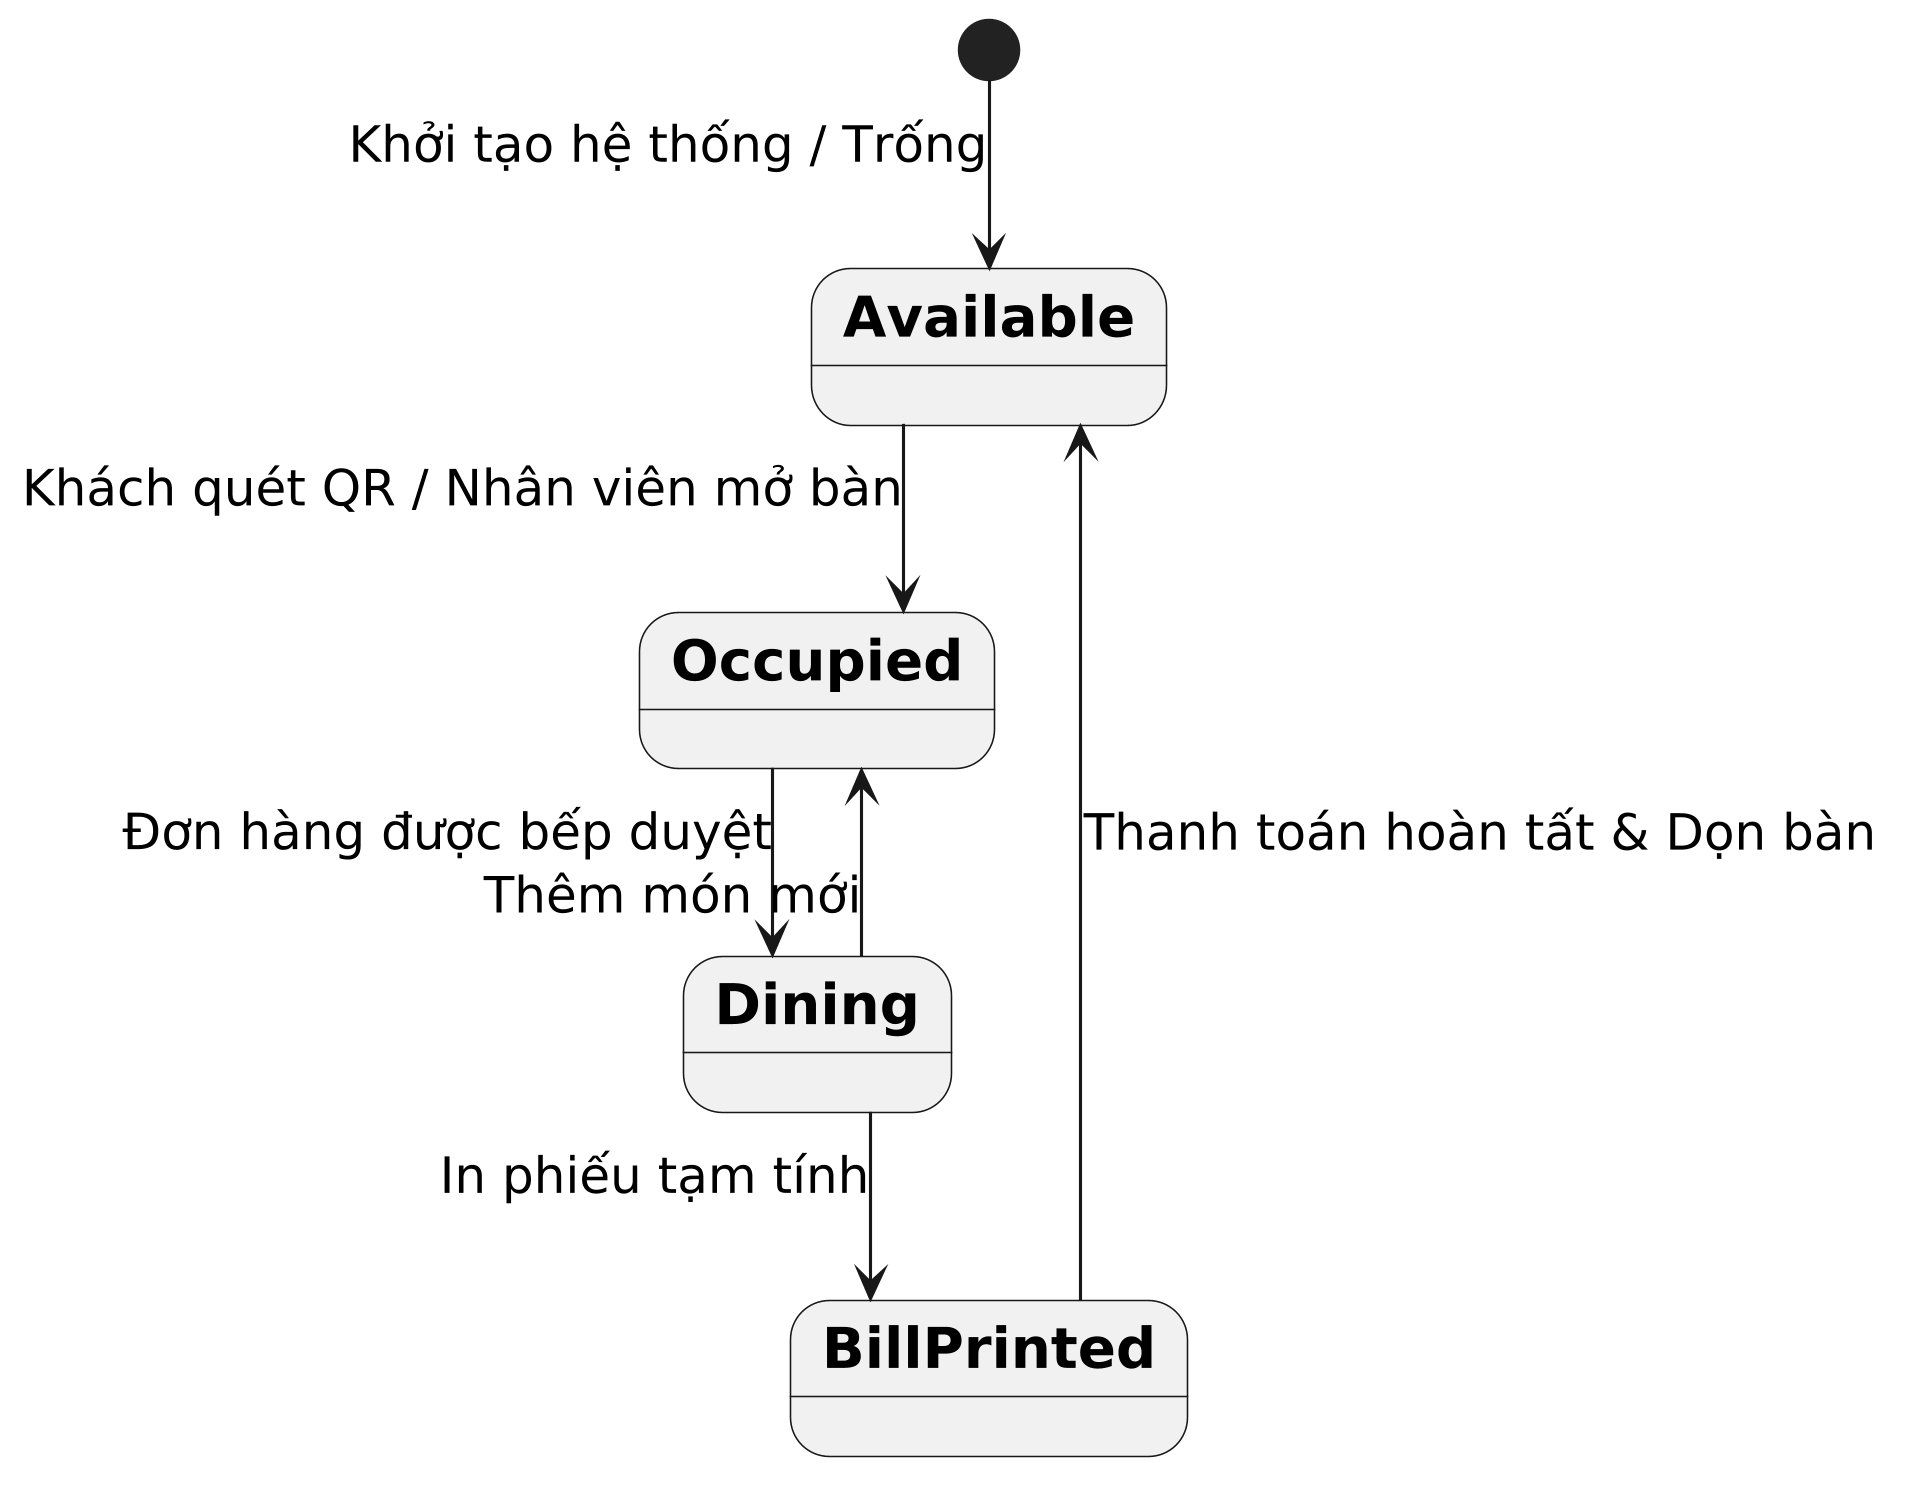 Khởi tạo hệ thống / Trống
Available
Khách quét QR / Nhân viên mở bàn
Occupied
Đơn hàng được bếp duyệt
Thanh toán hoàn tất & Dọn bàn
Thêm món mới
Dining
In phiếu tạm tính
BillPrinted